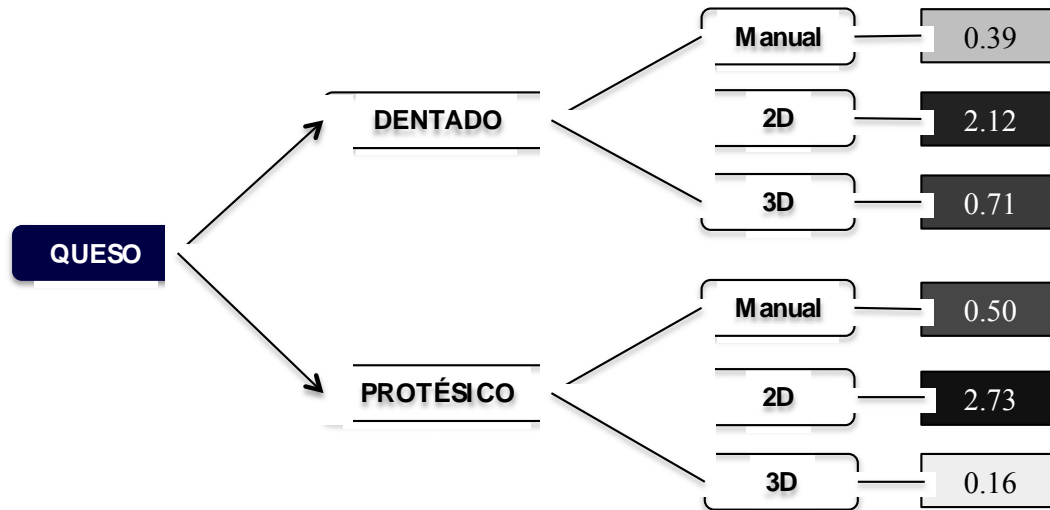 Manual
0.39
DENTADO
2D
2.12
3D
0.71
QUESO
Manual
0.50
PROTÉSICO
2D
2.73
3D
0.16